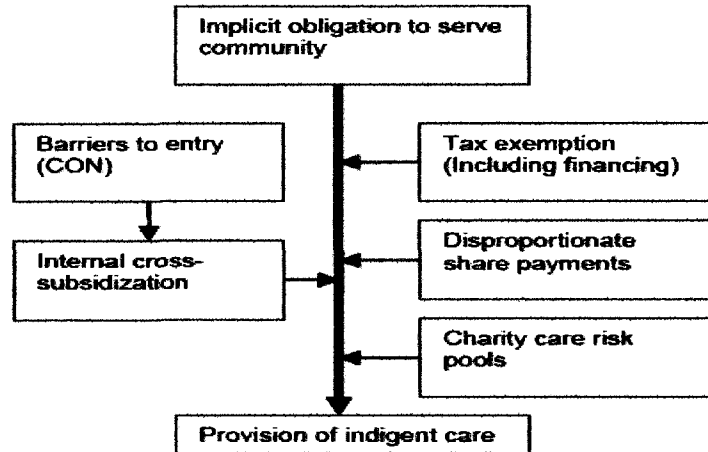 Implicit obligation to serve
community
Barriers to entry
(CON)
Tax exemption
(Including financing)
Internal cross-
subsidization
Disproportionate
share payments
Charity care risk
pools
Provision of indigent care